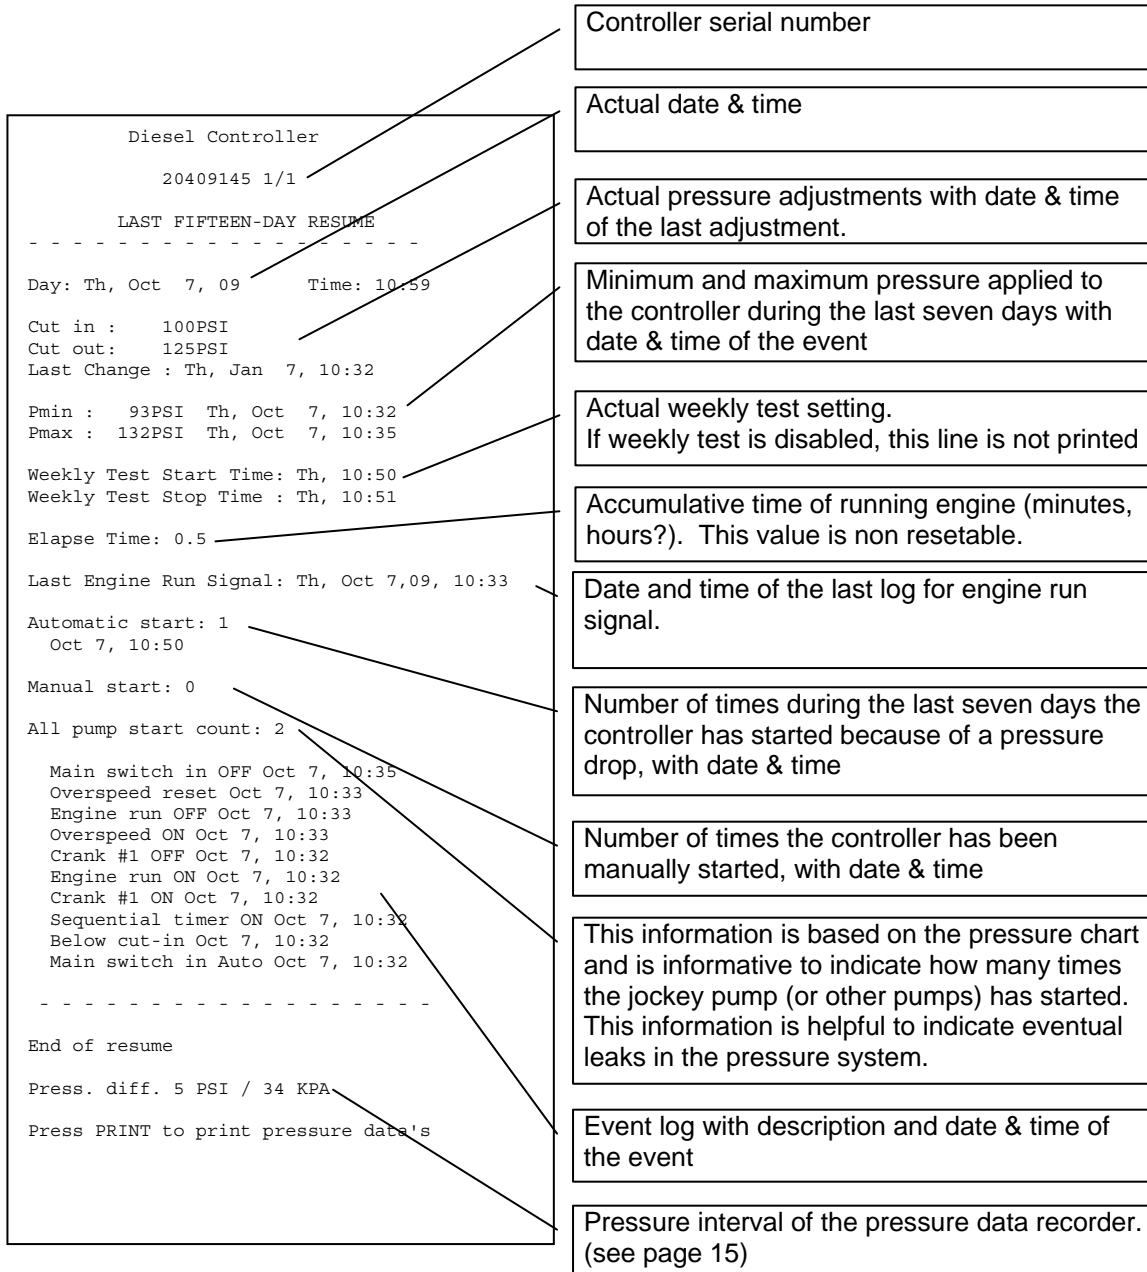 Diesel Controller
20409145 1/1
LAST FIFTEEN-DAY RESUME
- - - - - - - - - - - - - - - - - -
Day: Th, Oct 7, 09 Time: 10:59
Cut in : 100PSI
Cut out: 125PSI
Last Change : Th, Jan 7, 10:32
Pmin : 93PSI Th, Oct 7, 10:32
Pmax : 132PSI Th, Oct 7, 10:35
Weekly Test Start Time: Th, 10:50
Weekly Test Stop Time : Th, 10:51
Elapse Time: 0.5
Last Engine Run Signal: Th, Oct 7,09, 10:33
Automatic start: 1
Oct 7, 10:50
Manual start: 0
All pump start count: 2
Main switch in OFF Oct 7, 10:35
Overspeed reset Oct 7, 10:33
Engine run OFF Oct 7, 10:33
Overspeed ON Oct 7, 10:33
Crank #1 OFF Oct 7, 10:32
Engine run ON Oct 7, 10:32
Crank #1 ON Oct 7, 10:32
Sequential timer ON Oct 7, 10:32
Below cut-in Oct 7, 10:32
Main switch in Auto Oct 7, 10:32
- - - - - - - - - - - - - - - - - -
End of resume
Press. diff. 5 PSI / 34 KPA
Press PRINT to print pressure data's
Controller serial number
Actual date & time
Actual pressure adjustments with date & time
of the last adjustment.
Minimum and maximum pressure applied to
the controller during the last seven days with
date & time of the event
Actual weekly test setting.
If weekly test is disabled, this line is not printed
Accumulative time of running engine (minutes,
hours?). This value is non resetable.
Date and time of the last log for engine run
signal.
Number of times during the last seven days the
controller has started because of a pressure
drop, with date & time
Number of times the controller has been
manually started, with date & time
This information is based on the pressure chart
and is informative to indicate how many times
the jockey pump (or other pumps) has started.
This information is helpful to indicate eventual
leaks in the pressure system.
Event log with description and date & time of
the event
Pressure interval of the pressure data recorder.
(see page 15)